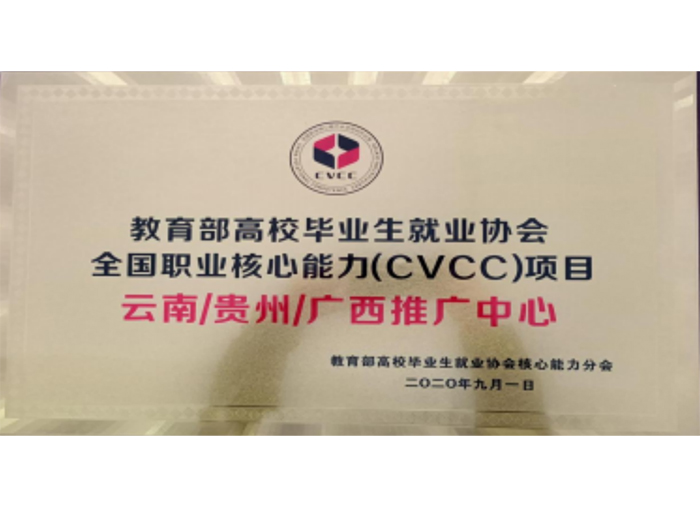 CVCC
教育部高校毕业生就业协会
全国职业核心能力(CVCC)项目
云南/贵州/广西推广中心
教育部高校毕业生就业协会核心能力分会
二〇二〇年九月一日